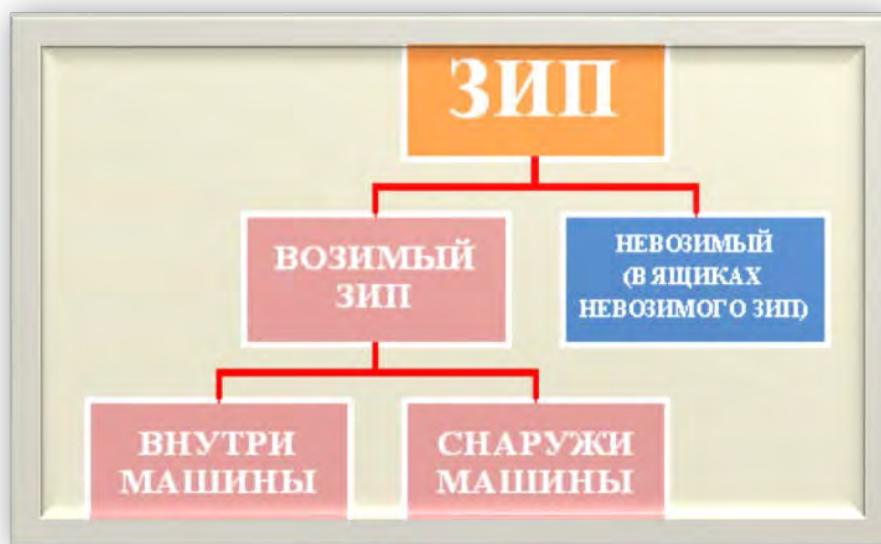 ЗИП
ВОЗИМЫЙ
ЗИП
НЕВОЗИМЫЙ
(В ЯЩИКАХ
НЕВОЗИМОГО ЗИП)
ВНУТРИ
МАШИНЫ
СНАРУЖИ
МАШИНЫ